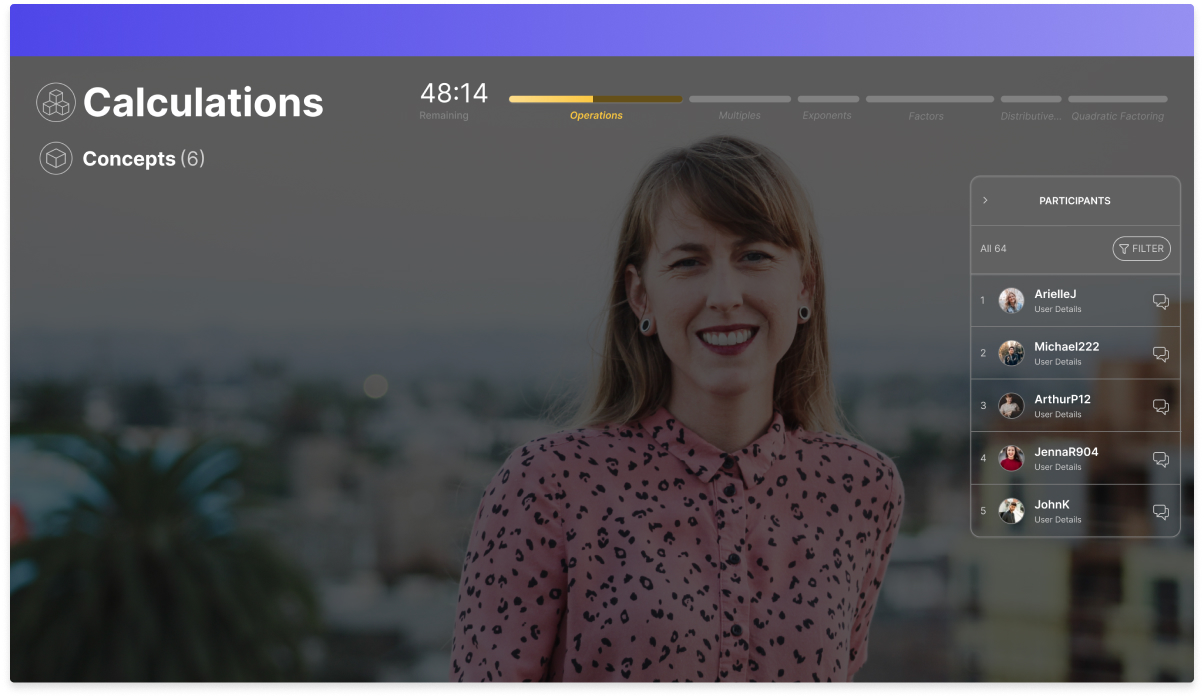 Calculations
Concepts (6)
48:14
Remaining
Operations
Multiples
Exponents
Factors
Distributive...
Quadratic Factoring
PARTICIPANTS
All 64
FILTER
1 ArielleJ
User Details
2 Michael222
User Details
3 ArthurP12
User Details
4 JennaR904
User Details
5 JohnK
User Details